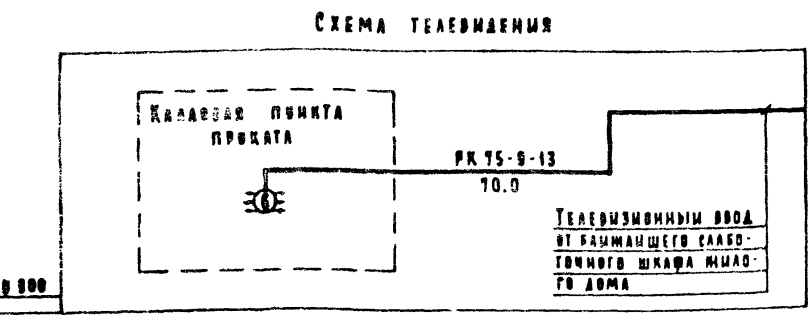 Схема телевидения
Кладовая пункта
проката
РК 75-9-13
70.0
Телевизионный ввод
от ближайшего слабо-
точного шкафа жило-
го дома